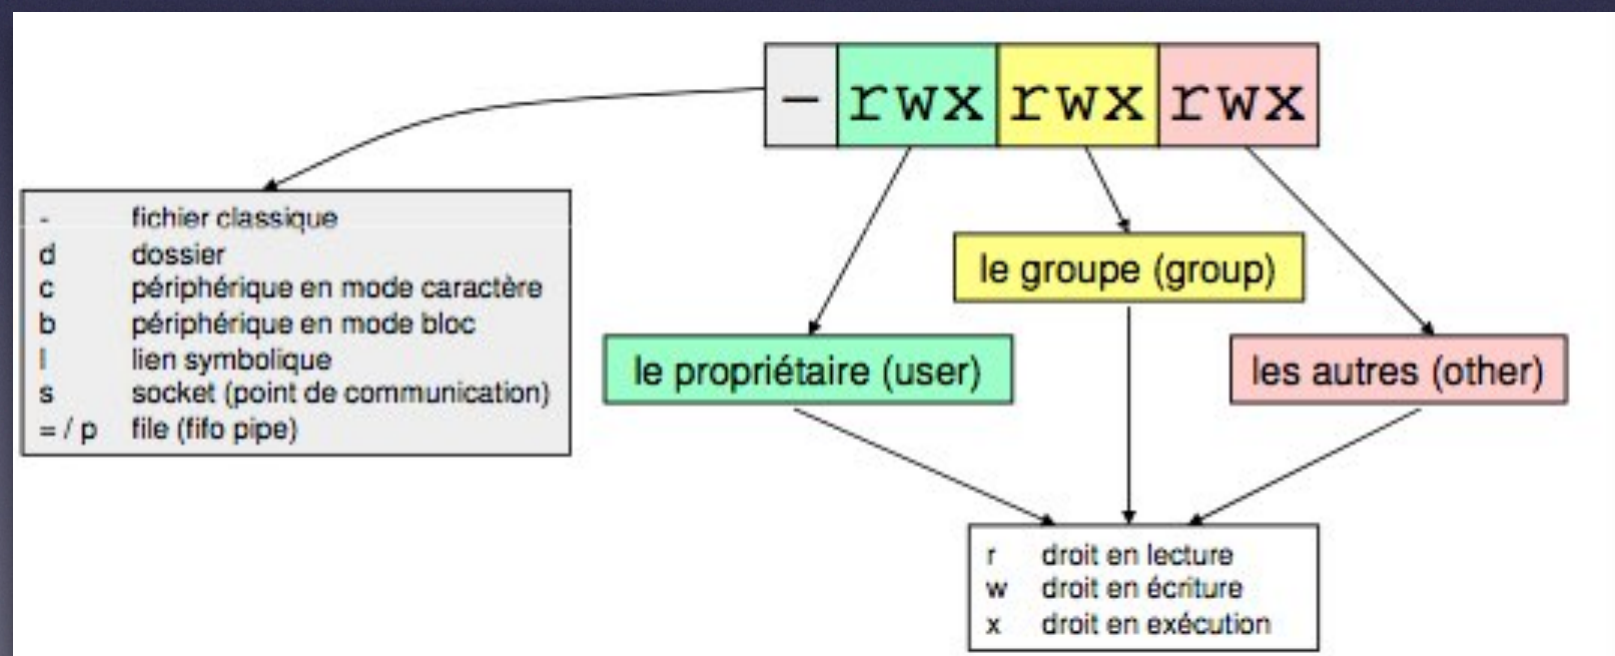 - rwx rwx rwx
- fichier classique
d dossier
c périphérique en mode caractère
b périphérique en mode bloc
l lien symbolique
s socket (point de communication)
= / p file (fifo pipe)
le groupe (group)
le propriétaire (user)
les autres (other)
r droit en lecture
w droit en écriture
x droit en exécution